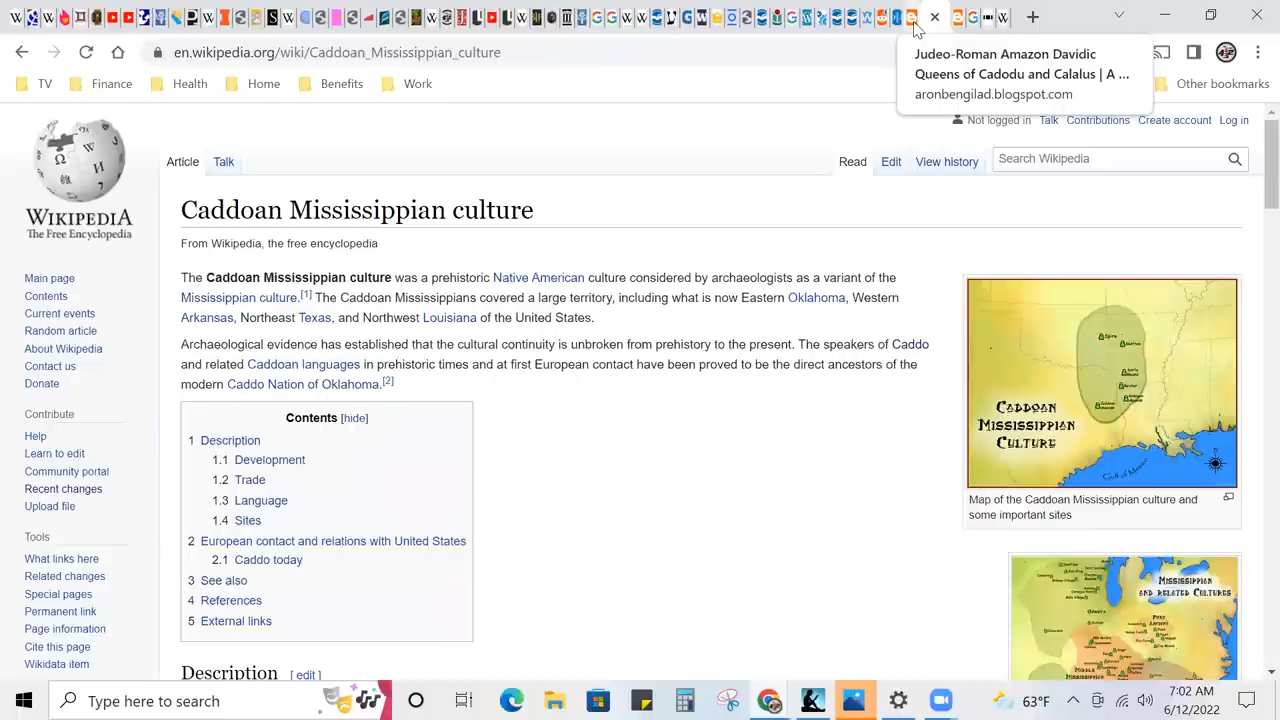 Judeo-Roman Amazon Davidic
Queens of Cadodu and Calalus | A ...
aronbengilad.blogspot.com
en.wikipedia.org/wiki/Caddoan_Mississippian_culture
TV
Finance
Health
Home
Benefits
Work
Other bookmarks
Not logged in Talk Contributions Create account Log in
Article Talk
Read Edit View history
Search Wikipedia
WIKIPEDIA
The Free Encyclopedia
Main page
Contents
Current events
Random article
About Wikipedia
Contact us
Donate
Contribute
Help
Learn to edit
Community portal
Recent changes
Upload file
Tools
What links here
Related changes
Special pages
Permanent link
Page information
Cite this page
Wikidata item
Caddoan Mississippian culture
From Wikipedia, the free encyclopedia
The Caddoan Mississippian culture was a prehistoric Native American culture considered by archaeologists as a variant of the
Mississippian culture.[1] The Caddoan Mississippians covered a large territory, including what is now Eastern Oklahoma, Western
Arkansas, Northeast Texas, and Northwest Louisiana of the United States.
Archaeological evidence has established that the cultural continuity is unbroken from prehistory to the present. The speakers of Caddo
and related Caddoan languages in prehistoric times and at first European contact have been proved to be the direct ancestors of the
modern Caddo Nation of Oklahoma.[2]
Contents [hide]
1 Description
1.1 Development
1.2 Trade
1.3 Language
1.4 Sites
2 European contact and relations with United States
2.1 Caddo today
3 See also
4 References
5 External links
Description [ edit ]
Caddoan
Mississippian
Culture
Gulf of Mexico
Map of the Caddoan Mississippian culture and
some important sites
Mississippian
and related Cultures
Type here to search
63°F
7:02 AM
6/12/2022